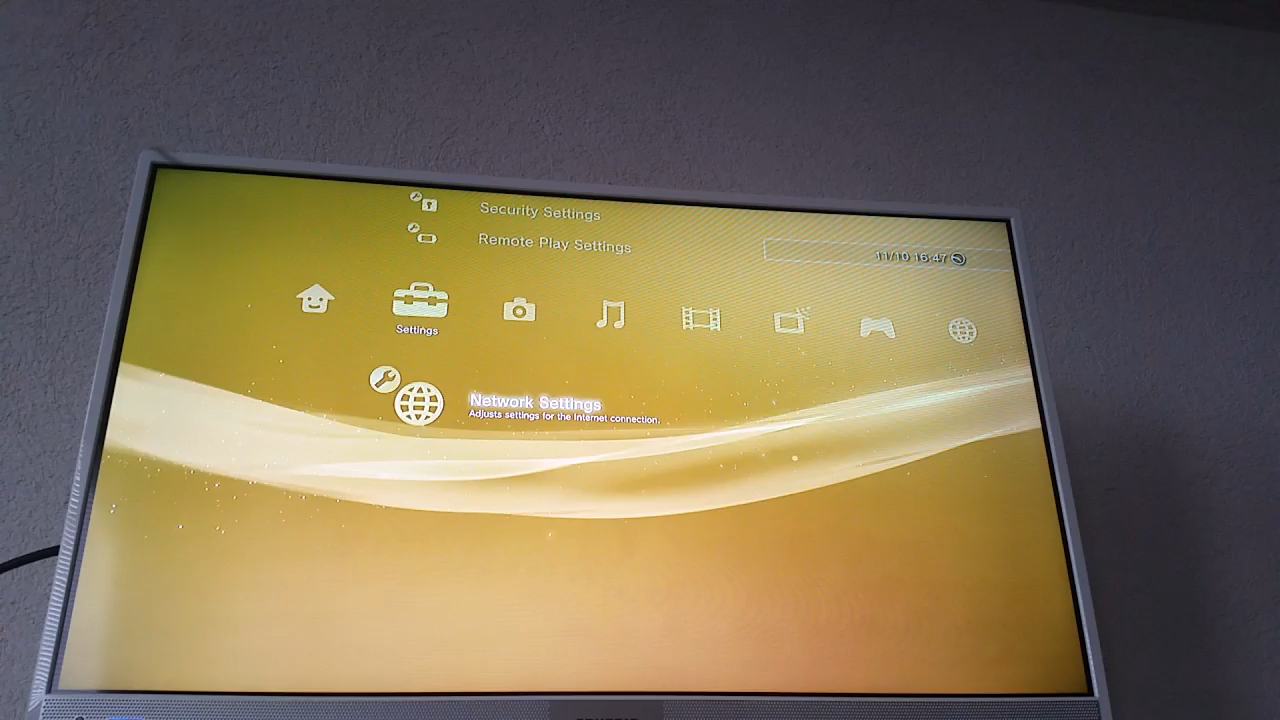 Security Settings
Remote Play Settings
11/10 16:47
Settings
Network Settings
Adjusts settings for the Internet connection.